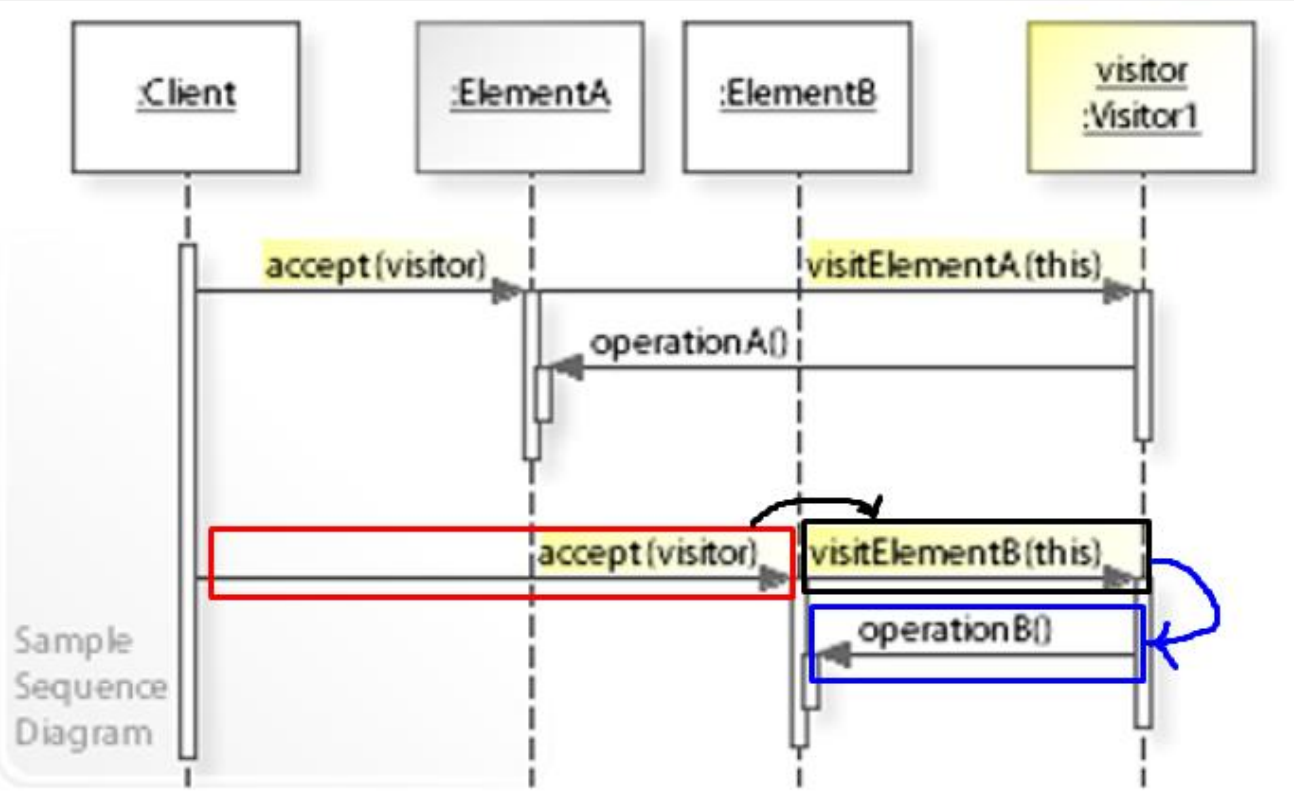 :Client
:ElementA
:ElementB
visitor
:Visitor1
accept(visitor)
visitElementA(this)
operationA()
accept(visitor)
visitElementB(this)
operationB()
Sample
Sequence
Diagram